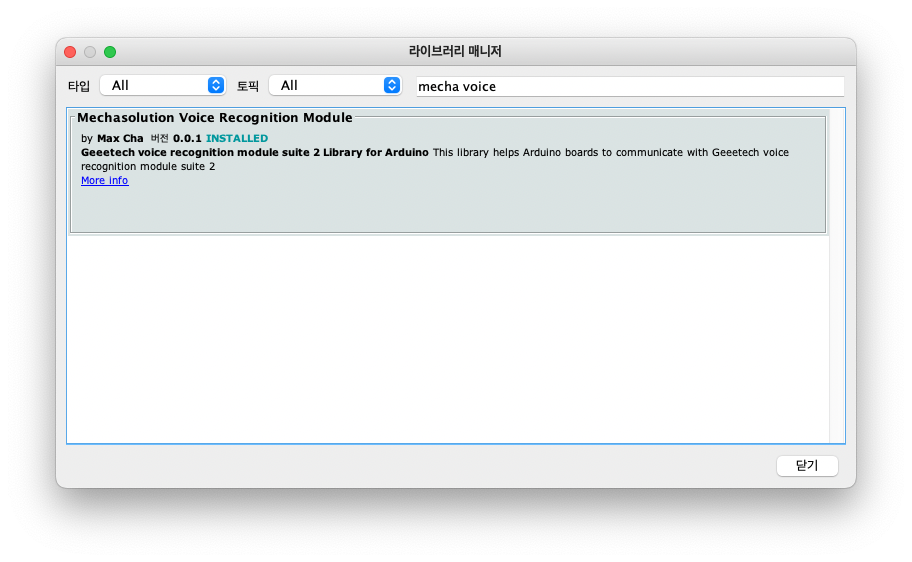 라이브러리 매니저
타입 All 토픽 All mecha voice
Mechasolution Voice Recognition Module
by Max Cha 버전 0.0.1 INSTALLED
Geeetech voice recognition module suite 2 Library for Arduino This library helps Arduino boards to communicate with Geeetech voice
recognition module suite 2
More info
닫기